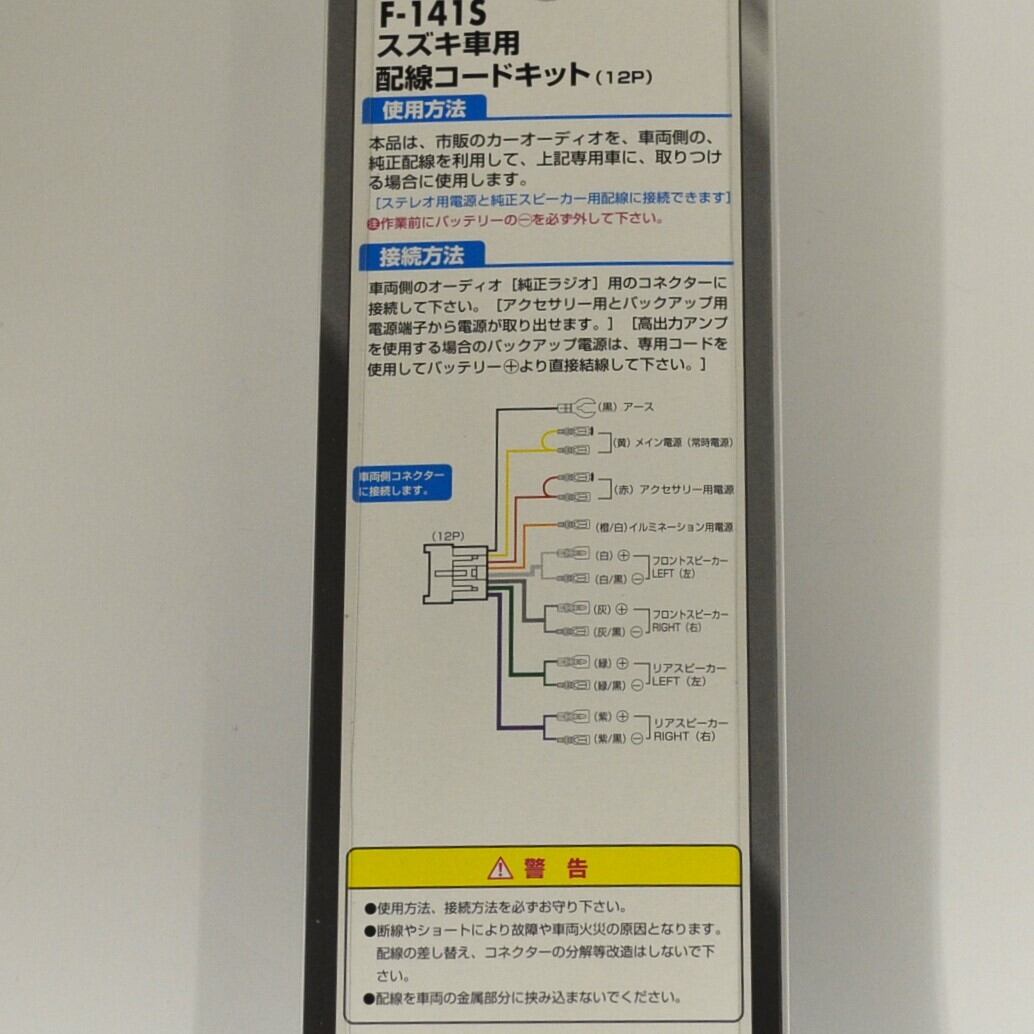 F-141S
スズキ車用
配線コードキット(12P)
使用方法
本品は、市販のカーオーディオを、車両側の、
純正配線を利用して、上記専用車に、取りつけ
る場合に使用します。
[ステレオ用電源と純正スピーカー用配線に接続できます]
㊟作業前にバッテリーの㊀を必ず外して下さい。
接続方法
車両側のオーディオ[純正ラジオ]用のコネクターに
接続して下さい。[アクセサリー用とバックアップ用
電源端子から電源が取り出せます。][高出力アンプ
を使用する場合のバックアップ電源は、専用コードを
使用してバッテリー⊕より直接結線して下さい。]
(黒)アース
(黄)メイン電源(常時電源)
車両側コネクター
に接続します。
(赤)アクセサリー用電源
(橙/白)イルミネーション用電源
(12P)
(白)⊕
(白/黒)⊖
フロントスピーカー
LEFT(左)
(灰)⊕
(灰/黒)⊖
フロントスピーカー
RIGHT(右)
(緑)⊕
(緑/黒)⊖
リアスピーカー
LEFT(左)
(紫)⊕
(紫/黒)⊖
リアスピーカー
RIGHT(右)
⚠警告
●使用方法、接続方法を必ずお守り下さい。
●断線やショートにより故障や車両火災の原因となります。
配線の差し替え、コネクターの分解等改造はしないで下
さい。
●配線を車両の金属部分に挟み込まないでください。